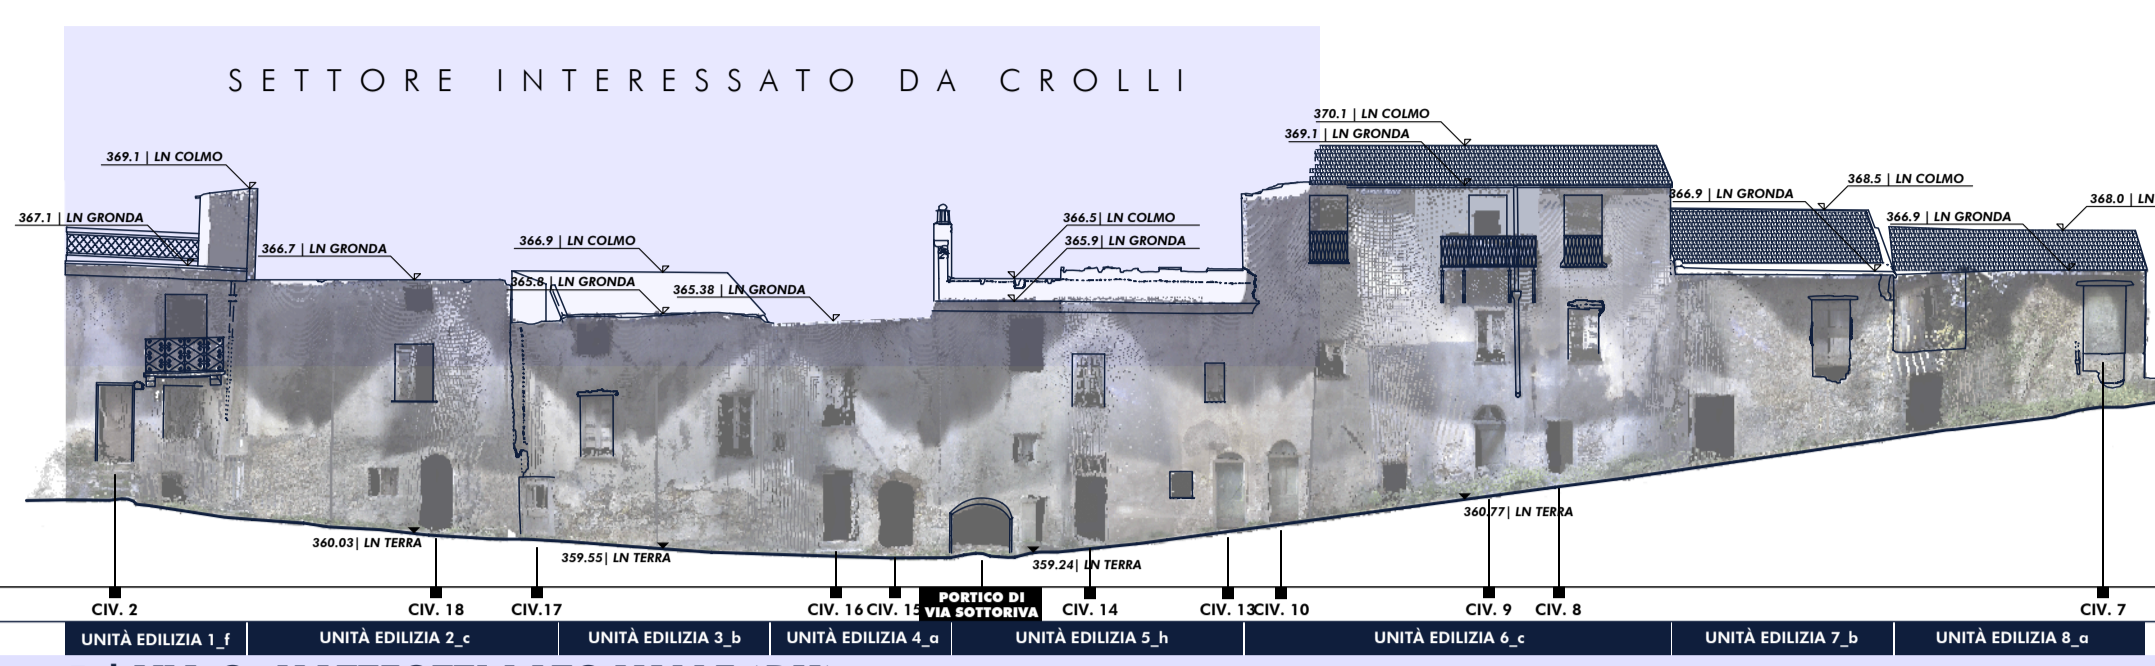 SETTORE INTERESSATO DA CROLLI
370.1 | LN COLMO
369.1 | LN GRONDA
369.1 | LN COLMO
368.5 | LN COLMO
366.9 | LN GRONDA
368.0 | LN
367.1 | LN GRONDA
366.5| LN COLMO
366.9 | LN GRONDA
366.9 | LN COLMO
365.9| LN GRONDA
366.7 | LN GRONDA
365.8 | LN GRONDA
365.38 | LN GRONDA
360.77| LN TERRA
360.03| LN TERRA
359.55| LN TERRA
359.24| LN TERRA
CIV. 2
CIV. 18
CIV.17
CIV. 16
CIV. 15
PORTICO DI
VIA SOTTORIVA
CIV. 14
CIV. 13
CIV. 10
CIV. 9
CIV. 8
CIV. 7
UNITÀ EDILIZIA 1_f
UNITÀ EDILIZIA 2_c
UNITÀ EDILIZIA 3_b
UNITÀ EDILIZIA 4_a
UNITÀ EDILIZIA 5_h
UNITÀ EDILIZIA 6_c
UNITÀ EDILIZIA 7_b
UNITÀ EDILIZIA 8_a